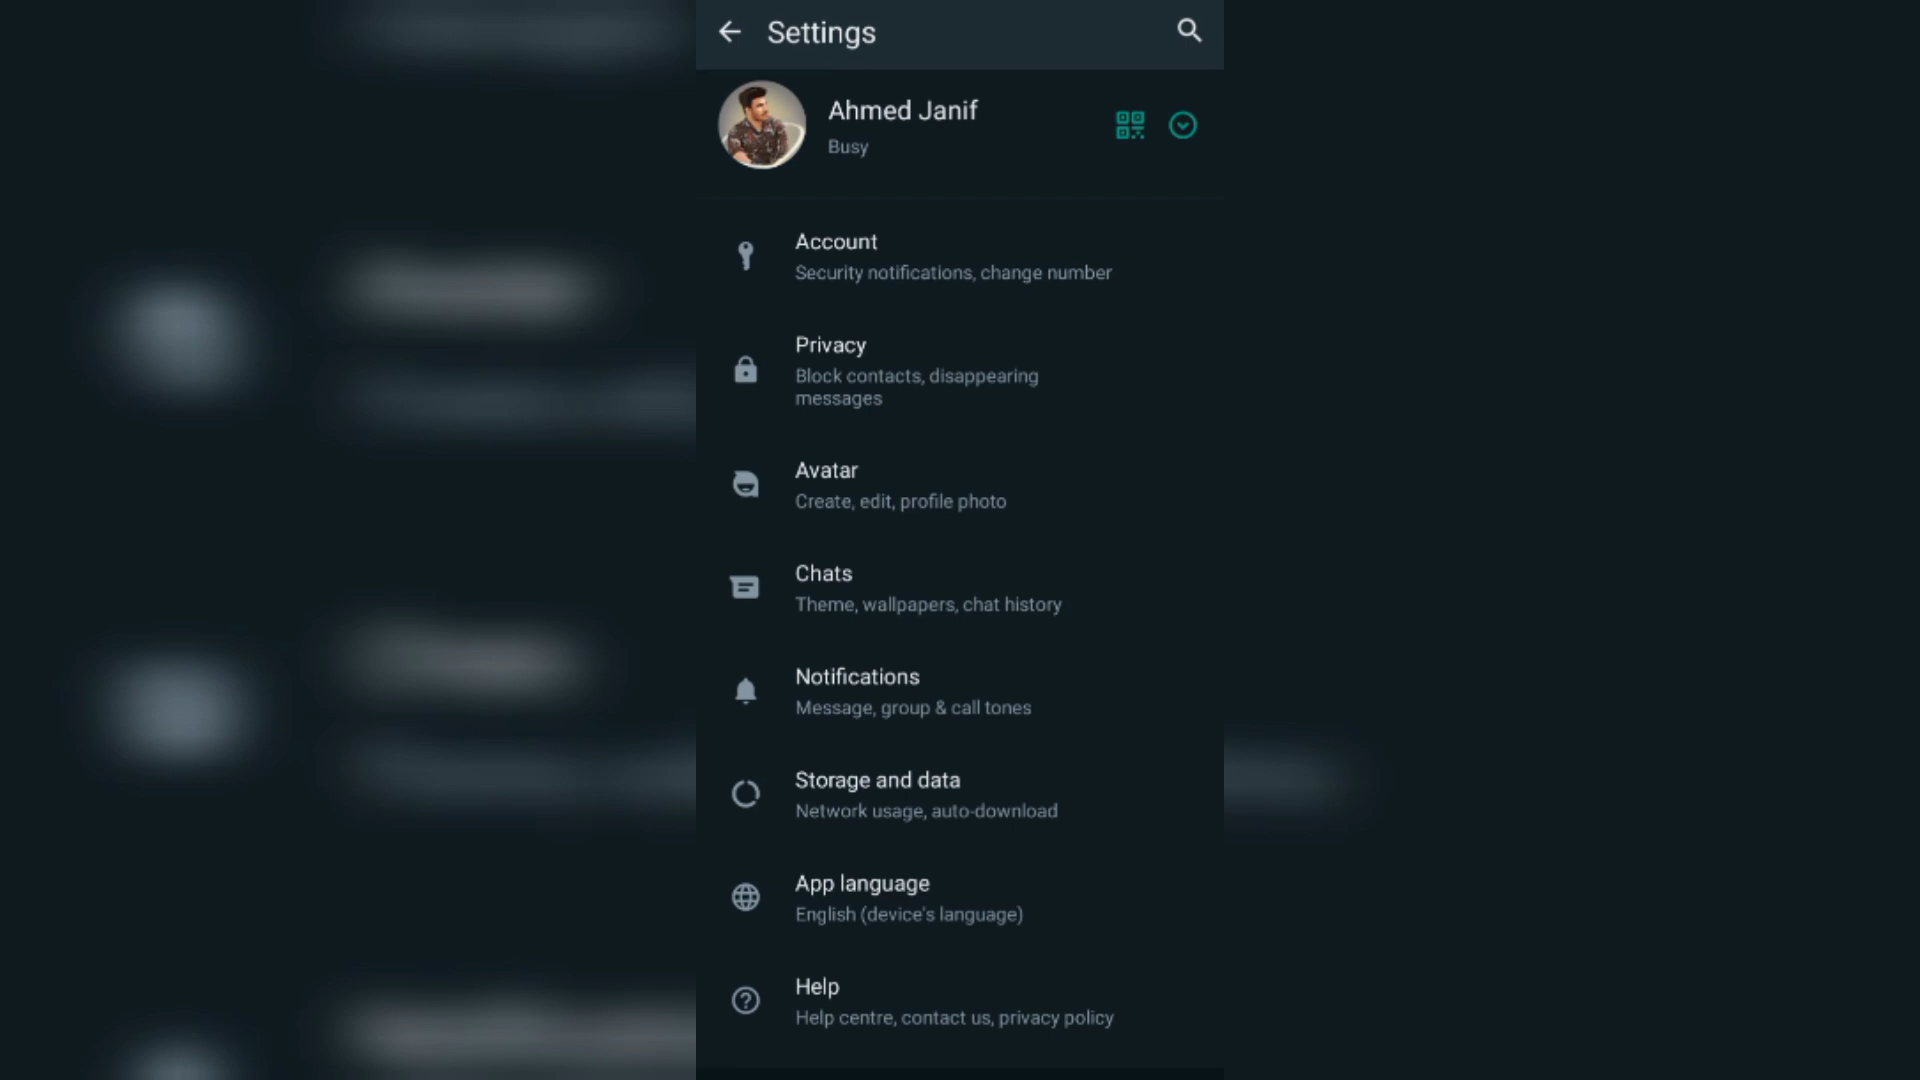 Settings
Ahmed Janif
Busy
Account
Security notifications, change number
Privacy
Block contacts, disappearing
messages
Avatar
Create, edit, profile photo
Chats
Theme, wallpapers, chat history
Notifications
Message, group & call tones
Storage and data
Network usage, auto-download
App language
English (device's language)
Help
Help centre, contact us, privacy policy